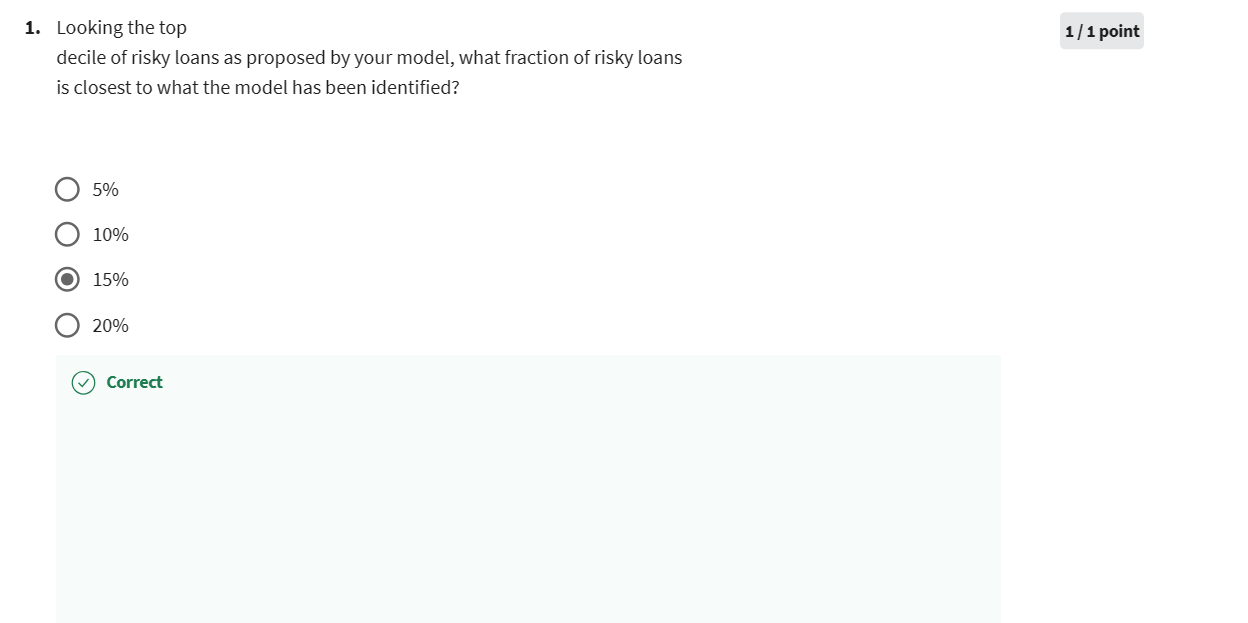 1. Looking the top
1 / 1 point
decile of risky loans as proposed by your model, what fraction of risky loans
is closest to what the model has been identified?
5%
10%
15%
20%
Correct